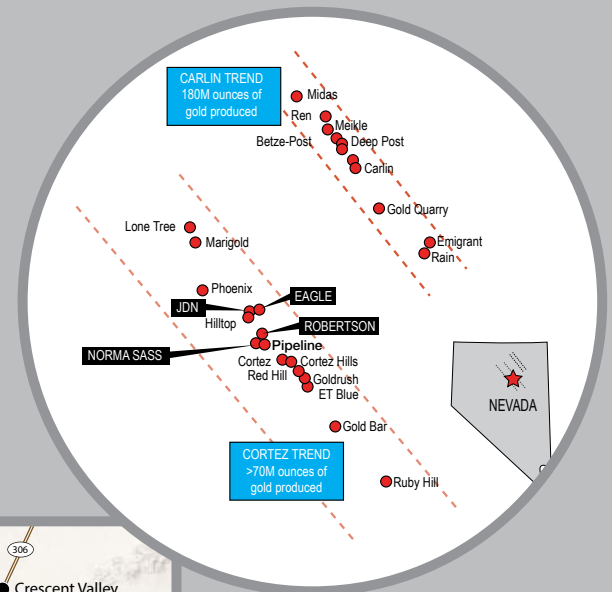 CARLIN TREND
180M ounces of
gold produced
Midas
Ren
Meikle
Betze-Post
Deep Post
Carlin
Gold Quarry
Emigrant
Rain
Lone Tree
Marigold
Phoenix
EAGLE
JDN
Hilltop
ROBERTSON
NORMA SASS
Pipeline
Cortez
Cortez Hills
Red Hill
Goldrush
ET Blue
NEVADA
Gold Bar
CORTEZ TREND
>70M ounces of
gold produced
Ruby Hill
306
Crescent Valley